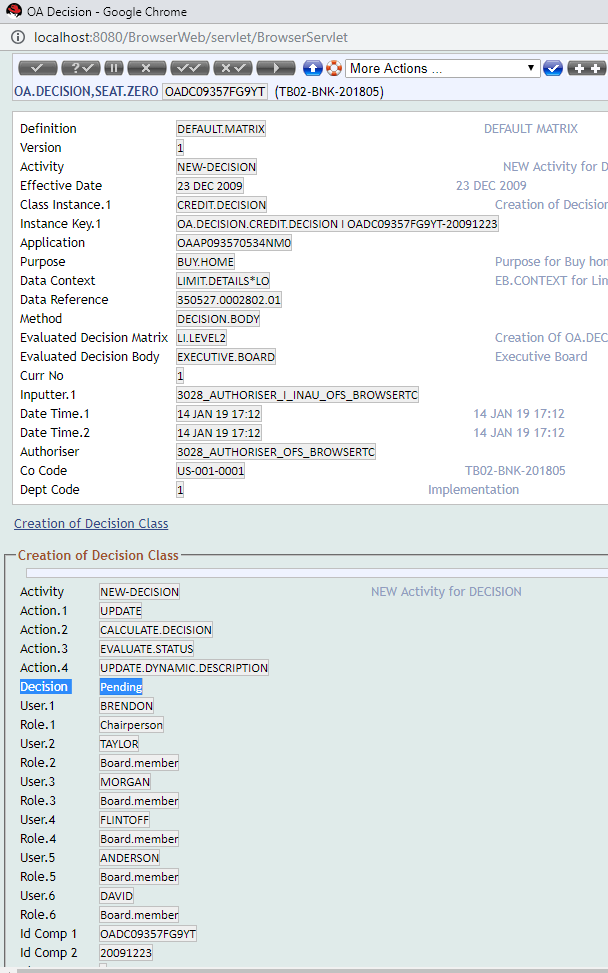 OA Decision - Google Chrome
localhost:8080/BrowserWeb/servlet/BrowserServlet
More Actions ...
OA.DECISION,SEAT.ZERO OADC09357FG9YT (TB02-BNK-201805)
Definition DEFAULT.MATRIX DEFAULT MATRIX
Version 1
Activity NEW-DECISION NEW Activity for D
Effective Date 23 DEC 2009 23 DEC 2009
Class Instance.1 CREDIT.DECISION Creation of Decision
Instance Key.1 OA.DECISION.CREDIT.DECISION I OADC09357FG9YT-20091223
Application OAAP093570534NM0
Purpose BUY.HOME Purpose for Buy hom
Data Context LIMIT.DETAILS*LO EB.CONTEXT for Lin
Data Reference 350527.0002802.01
Method DECISION.BODY
Evaluated Decision Matrix LI.LEVEL2 Creation Of OA.DEC
Evaluated Decision Body EXECUTIVE.BOARD Executive Board
Curr No 1
Inputter.1 3028_AUTHORISER_I_INAU_OFS_BROWSERTC
Date Time.1 14 JAN 19 17:12 14 JAN 19 17:12
Date Time.2 14 JAN 19 17:12 14 JAN 19 17:12
Authoriser 3028_AUTHORISER_OFS_BROWSERTC
Co Code US-001-0001 TB02-BNK-201805
Dept Code 1 Implementation
Creation of Decision Class
Creation of Decision Class
Activity NEW-DECISION NEW Activity for DECISION
Action.1 UPDATE
Action.2 CALCULATE.DECISION
Action.3 EVALUATE.STATUS
Action.4 UPDATE.DYNAMIC.DESCRIPTION
Decision Pending
User.1 BRENDON
Role.1 Chairperson
User.2 TAYLOR
Role.2 Board.member
User.3 MORGAN
Role.3 Board.member
User.4 FLINTOFF
Role.4 Board.member
User.5 ANDERSON
Role.5 Board.member
User.6 DAVID
Role.6 Board.member
Id Comp 1 OADC09357FG9YT
Id Comp 2 20091223